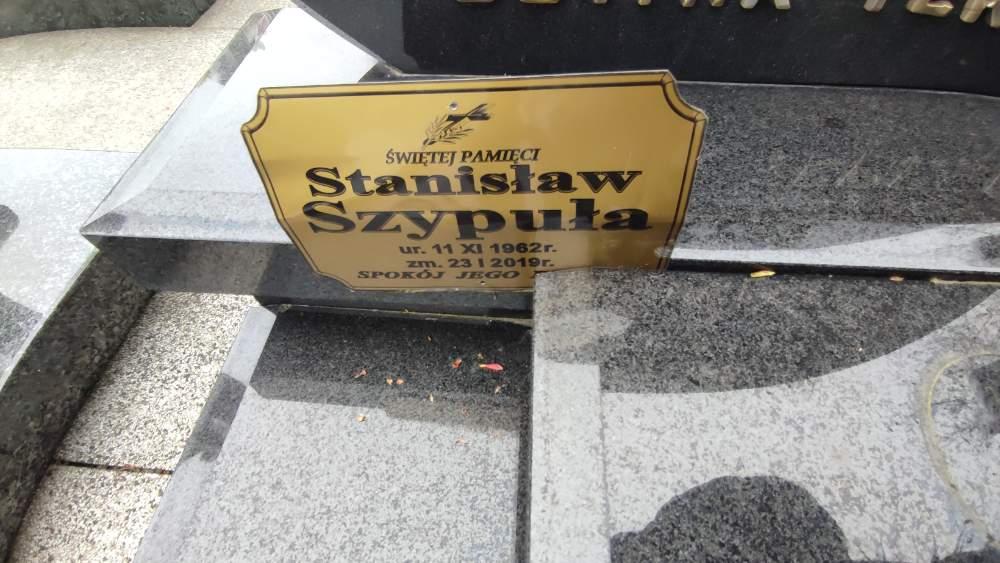 ŚWIĘTEJ PAMIĘCI
Stanisław
Szypuła
ur. 11 XI 1962r.
zm. 23 I 2019r.
SPOKÓJ JEGO